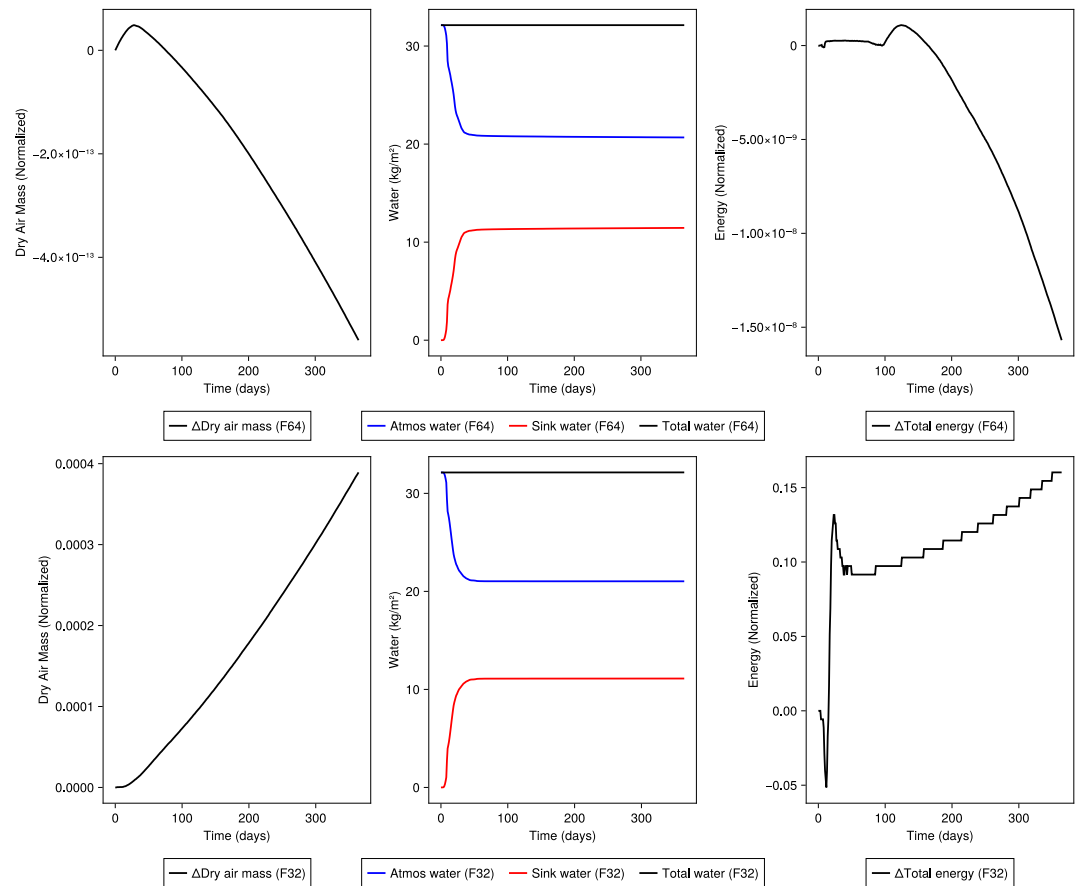 Dry Air Mass (Normalized)
0
−2.0×10⁻¹³
−4.0×10⁻¹³
0 100 200 300
Time (days)
ΔDry air mass (F64)
Water (kg/m²)
30
20
10
0
0 100 200 300
Time (days)
Atmos water (F64) Sink water (F64) Total water (F64)
Energy (Normalized)
0
−5.00×10⁻⁹
−1.00×10⁻⁸
−1.50×10⁻⁸
0 100 200 300
Time (days)
ΔTotal energy (F64)
Dry Air Mass (Normalized)
0.0004
0.0003
0.0002
0.0001
0.0000
0 100 200 300
Time (days)
ΔDry air mass (F32)
Water (kg/m²)
30
20
10
0
0 100 200 300
Time (days)
Atmos water (F32) Sink water (F32) Total water (F32)
Energy (Normalized)
0.15
0.10
0.05
0.00
−0.05
0 100 200 300
Time (days)
ΔTotal energy (F32)